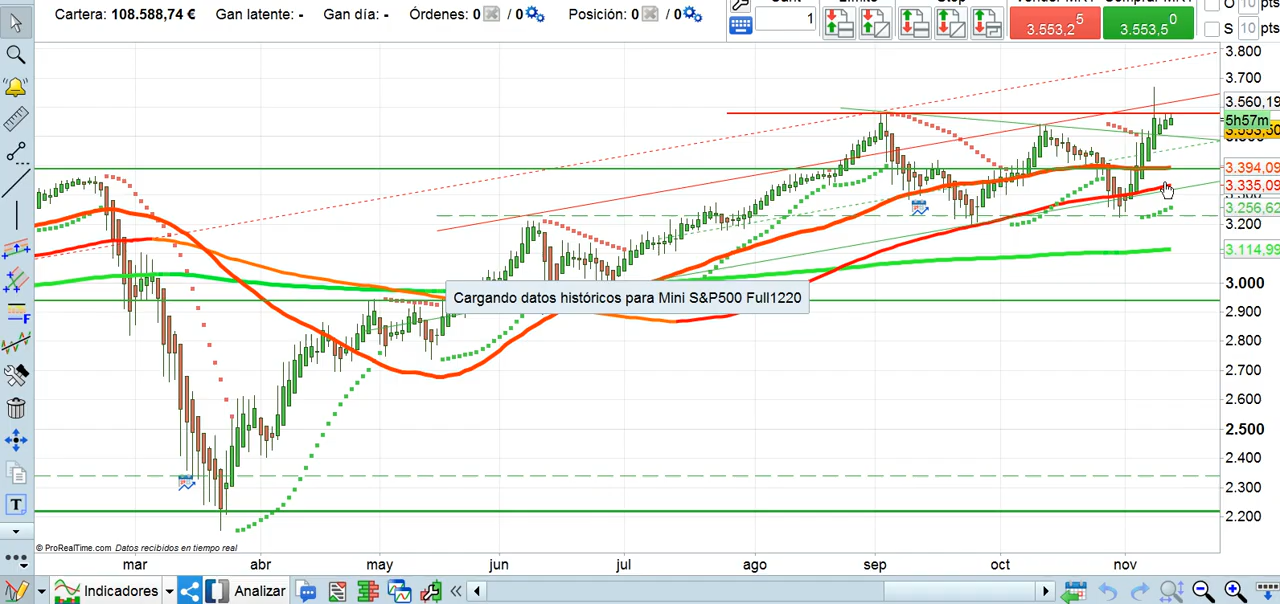 Cartera: 108.588,74 € Gan latente: - Gan día: - Órdenes: 0 / 0 Posición: 0 / 0
1
3.553,2 5
3.553,5 0
S 10 pts
3.800
3.700
3.560,19
5h57m
3.394,09
3.335,09
3.256,62
3.200
3.114,99
3.000
2.900
2.800
2.700
2.600
2.500
2.400
2.300
2.200
Cargando datos históricos para Mini S&P500 Full1220
© ProRealTime.com Datos recibidos en tiempo real
mar abr may jun jul ago sep oct nov
Indicadores Analizar